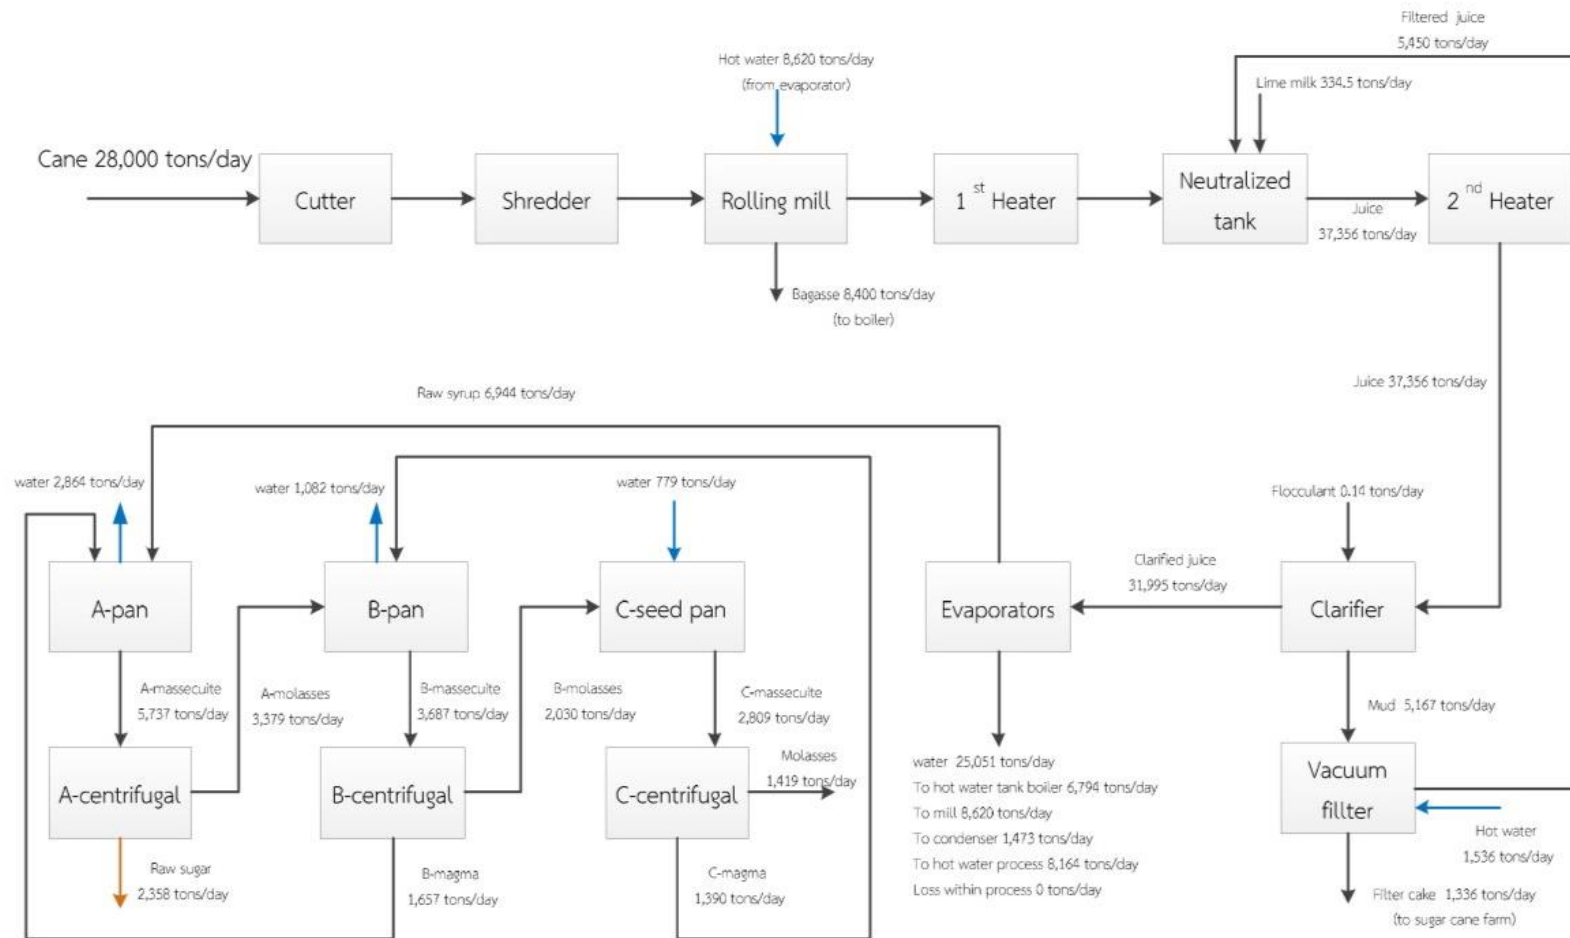 Filtered juice
5,450 tons/day
Hot water 8,620 tons/day
(from evaporator)
Lime milk 334.5 tons/day
Cane 28,000 tons/day
Cutter
Shredder
Rolling mill
1 st Heater
Neutralized
tank
2 nd Heater
Juice
37,356 tons/day
Bagasse 8,400 tons/day
(to boiler)
Juice 37,356 tons/day
Raw syrup 6,944 tons/day
water 2,864 tons/day
water 1,082 tons/day
water 779 tons/day
Flocculant 0.14 tons/day
Clarified juice
31,995 tons/day
A-pan
B-pan
C-seed pan
Evaporators
Clarifier
A-massecuite
5,737 tons/day
A-molasses
3,379 tons/day
B-massecuite
3,687 tons/day
B-molasses
2,030 tons/day
C-massecuite
2,809 tons/day
Mud 5,167 tons/day
Molasses
1,419 tons/day
A-centrifugal
B-centrifugal
C-centrifugal
water 25,051 tons/day
To hot water tank boiler 6,794 tons/day
To mill 8,620 tons/day
To condenser 1,473 tons/day
To hot water process 8,164 tons/day
Loss within process 0 tons/day
Vacuum
fillter
Hot water
1,536 tons/day
Raw sugar
2,358 tons/day
B-magma
1,657 tons/day
C-magma
1,390 tons/day
Filter cake 1,336 tons/day
(to sugar cane farm)